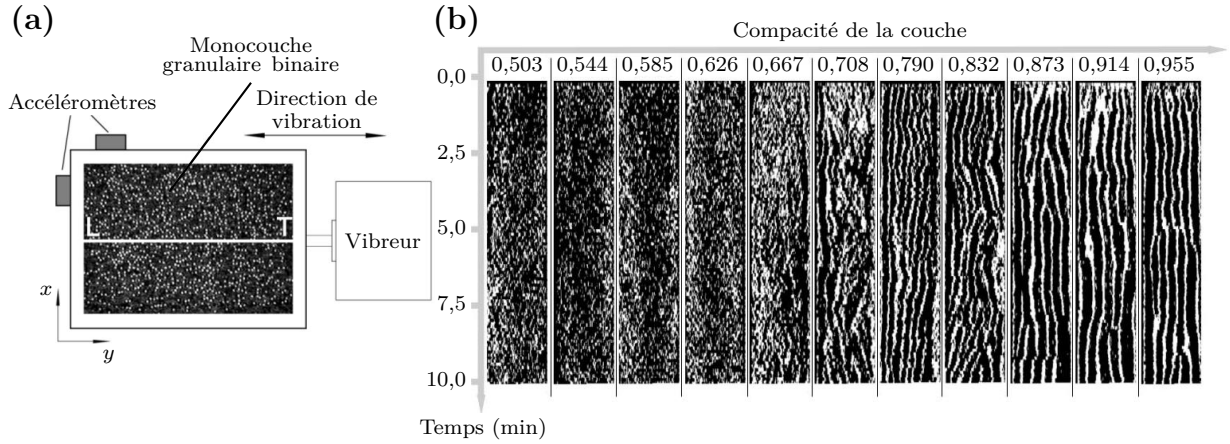 (a)
Monocouche
granulaire binaire
Accéléromètres
Direction de
vibration
L T
Vibreur
x
y
(b)
Compacité de la couche
0,503 0,544 0,585 0,626 0,667 0,708 0,790 0,832 0,873 0,914 0,955
0,0
2,5
5,0
7,5
10,0
Temps (min)